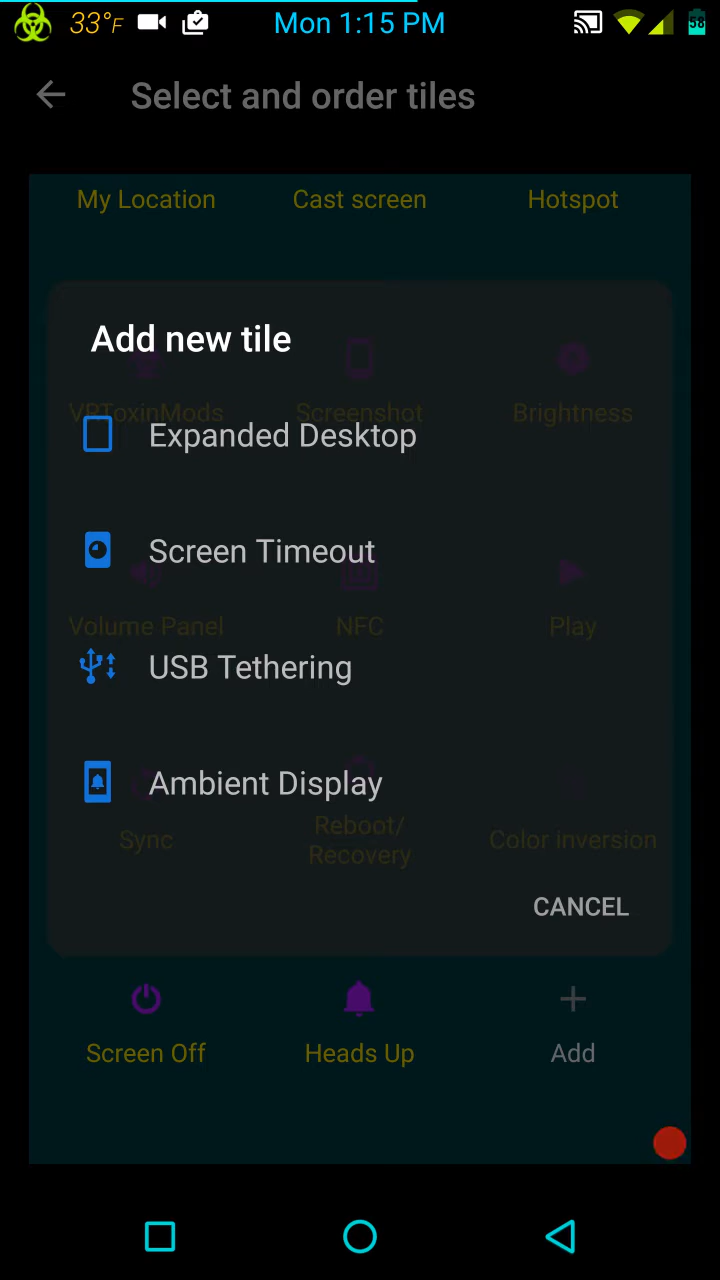 33°F Mon 1:15 PM 58
Select and order tiles
My Location Cast screen Hotspot
Add new tile
VRToxinMods Screenshot Brightness
Expanded Desktop
Screen Timeout
Volume Panel NFC Play
USB Tethering
Ambient Display
Sync Reboot/ Color inversion
Recovery
CANCEL
Screen Off Heads Up Add